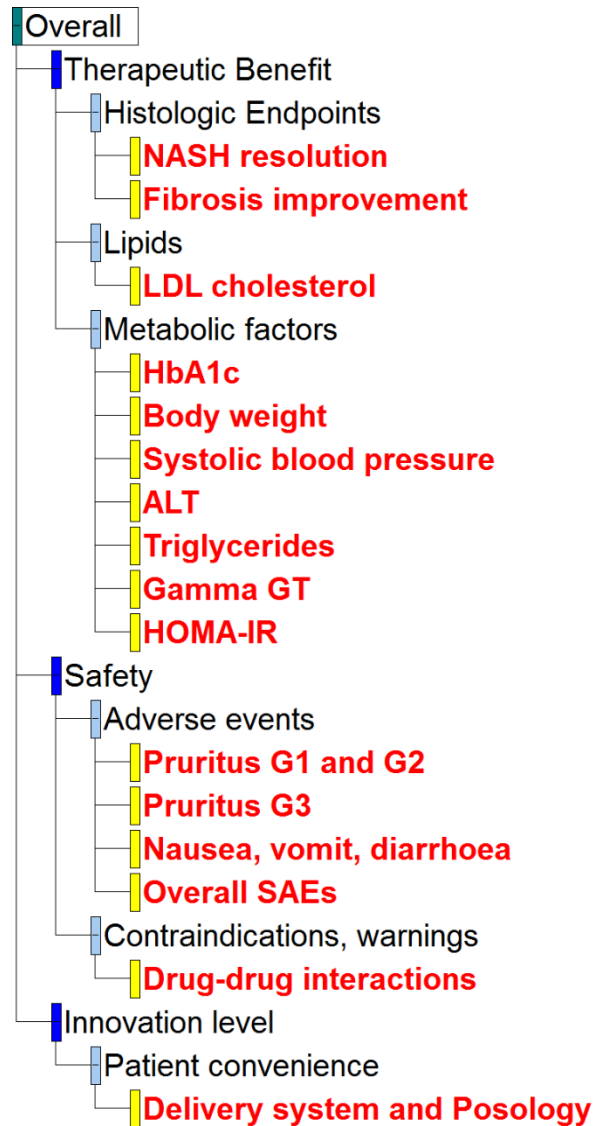 Overall
Therapeutic Benefit
Histologic Endpoints
NASH resolution
Fibrosis improvement
Lipids
LDL cholesterol
Metabolic factors
HbA1c
Body weight
Systolic blood pressure
ALT
Triglycerides
Gamma GT
HOMA-IR
Safety
Adverse events
Pruritus G1 and G2
Pruritus G3
Nausea, vomit, diarrhoea
Overall SAEs
Contraindications, warnings
Drug-drug interactions
Innovation level
Patient convenience
Delivery system and Posology